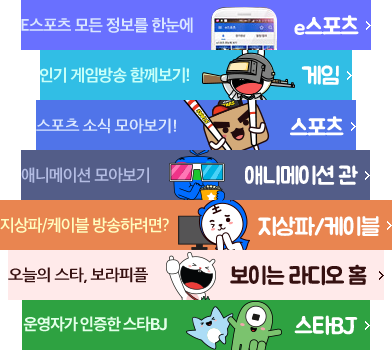 E스포츠 모든 정보를 한눈에 e스포츠
인기 게임방송 함께보기! 게임
스포츠 소식 모아보기! 스포츠
애니메이션 모아보기 애니메이션 관
지상파/케이블 방송하려면? 지상파/케이블
오늘의 스타, 보라피플 보이는 라디오 홈
운영자가 인증한 스타BJ 스타BJ